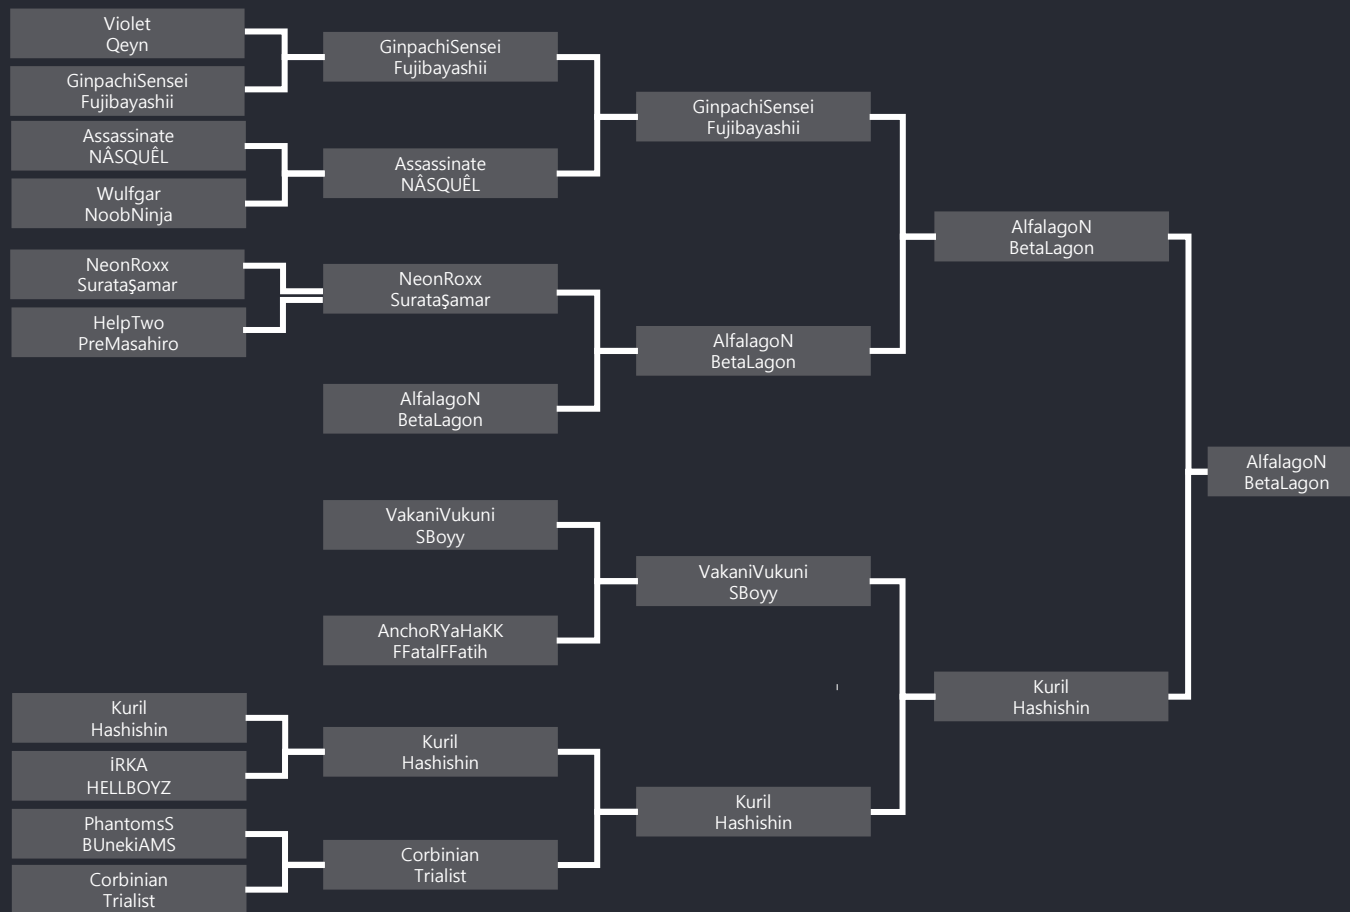 Violet
Qeyn
GinpachiSensei
Fujibayashii
Assassinate
NÂSQUÊL
Wulfgar
NoobNinja
NeonRoxx
SurataŞamar
HelpTwo
PreMasahiro
Kuril
Hashishin
İRKA
HELLBOYZ
PhantomsS
BUnekiAMS
Corbinian
Trialist
GinpachiSensei
Fujibayashii
Assassinate
NÂSQUÊL
NeonRoxx
SurataŞamar
AlfalagoN
BetaLagon
VakaniVukuni
SBoyy
AnchoRYaHaKK
FFatalFFatih
Kuril
Hashishin
Corbinian
Trialist
GinpachiSensei
Fujibayashii
AlfalagoN
BetaLagon
VakaniVukuni
SBoyy
Kuril
Hashishin
AlfalagoN
BetaLagon
Kuril
Hashishin
AlfalagoN
BetaLagon